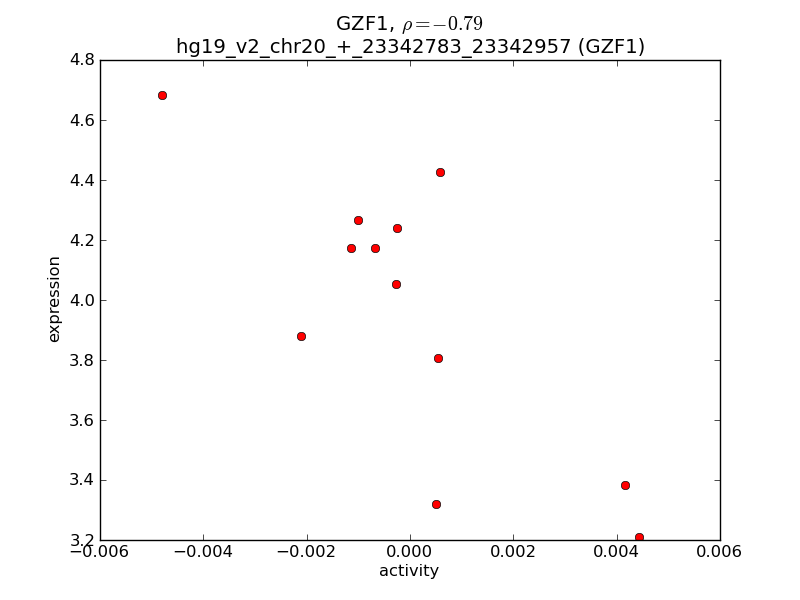 GZF1, ρ=−0.79
hg19_v2_chr20_+_23342783_23342957 (GZF1)
4.8
4.6
4.4
4.2
4.0
3.8
3.6
3.4
3.2
expression
−0.006 −0.004 −0.002 0.000 0.002 0.004 0.006
activity